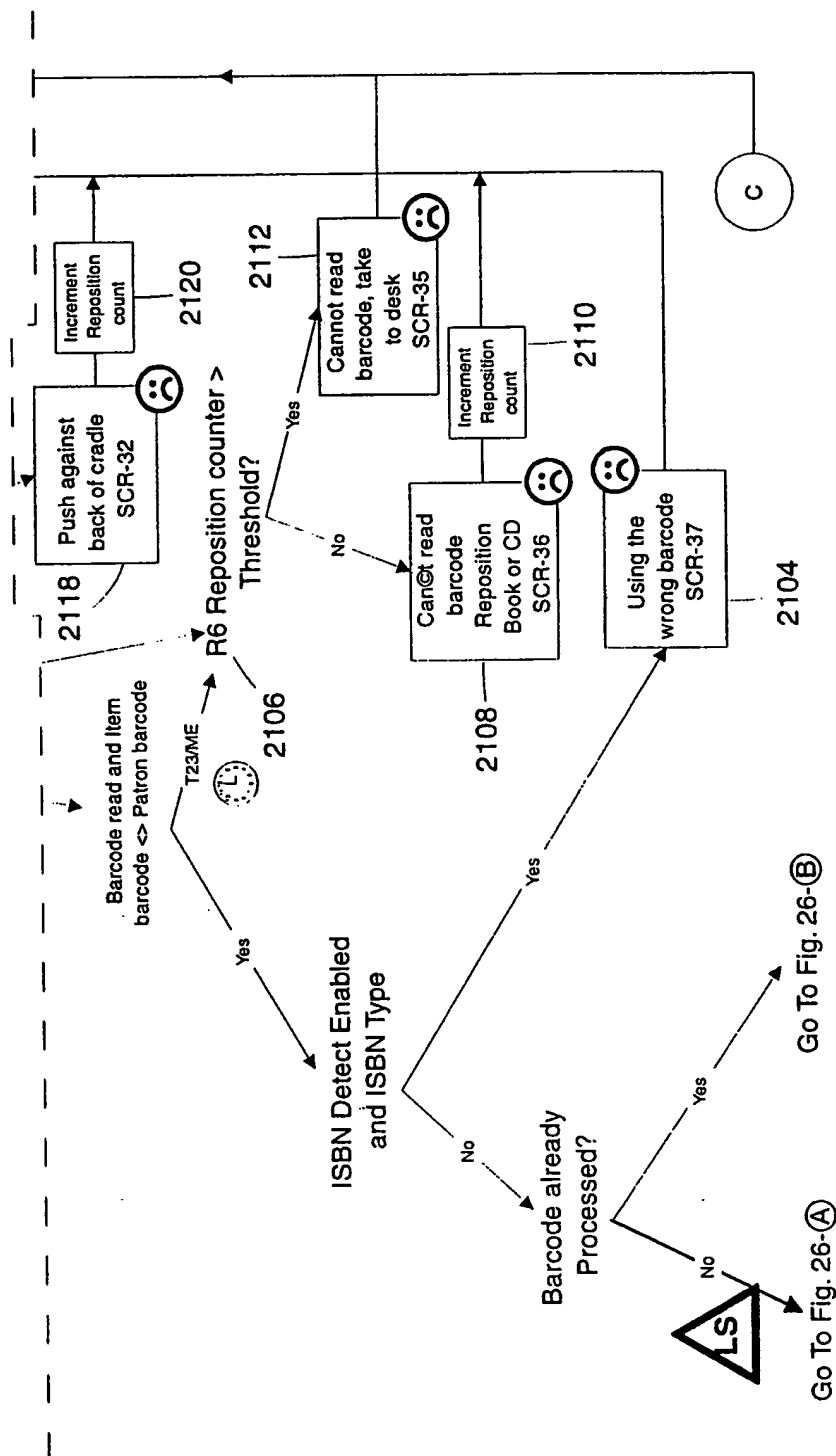 Push against
back of cradle
SCR-32
2118
Increment
Reposition
count
2120
Barcode read and Item
barcode <> Patron barcode
T23/ME
L
2106
R6 Reposition counter >
Threshold?
Yes
No
Cannot read
barcode, take
to desk
SCR-35
2112
Can©t read
barcode
Reposition
Book or CD
SCR-36
2108
Increment
Reposition
count
2110
Yes
ISBN Detect Enabled
and ISBN Type
Yes
Using the
wrong barcode
SCR-37
2104
No
Barcode already
Processed?
Yes
No
LS
C
Go To Fig. 26-Ⓐ
Go To Fig. 26-Ⓑ